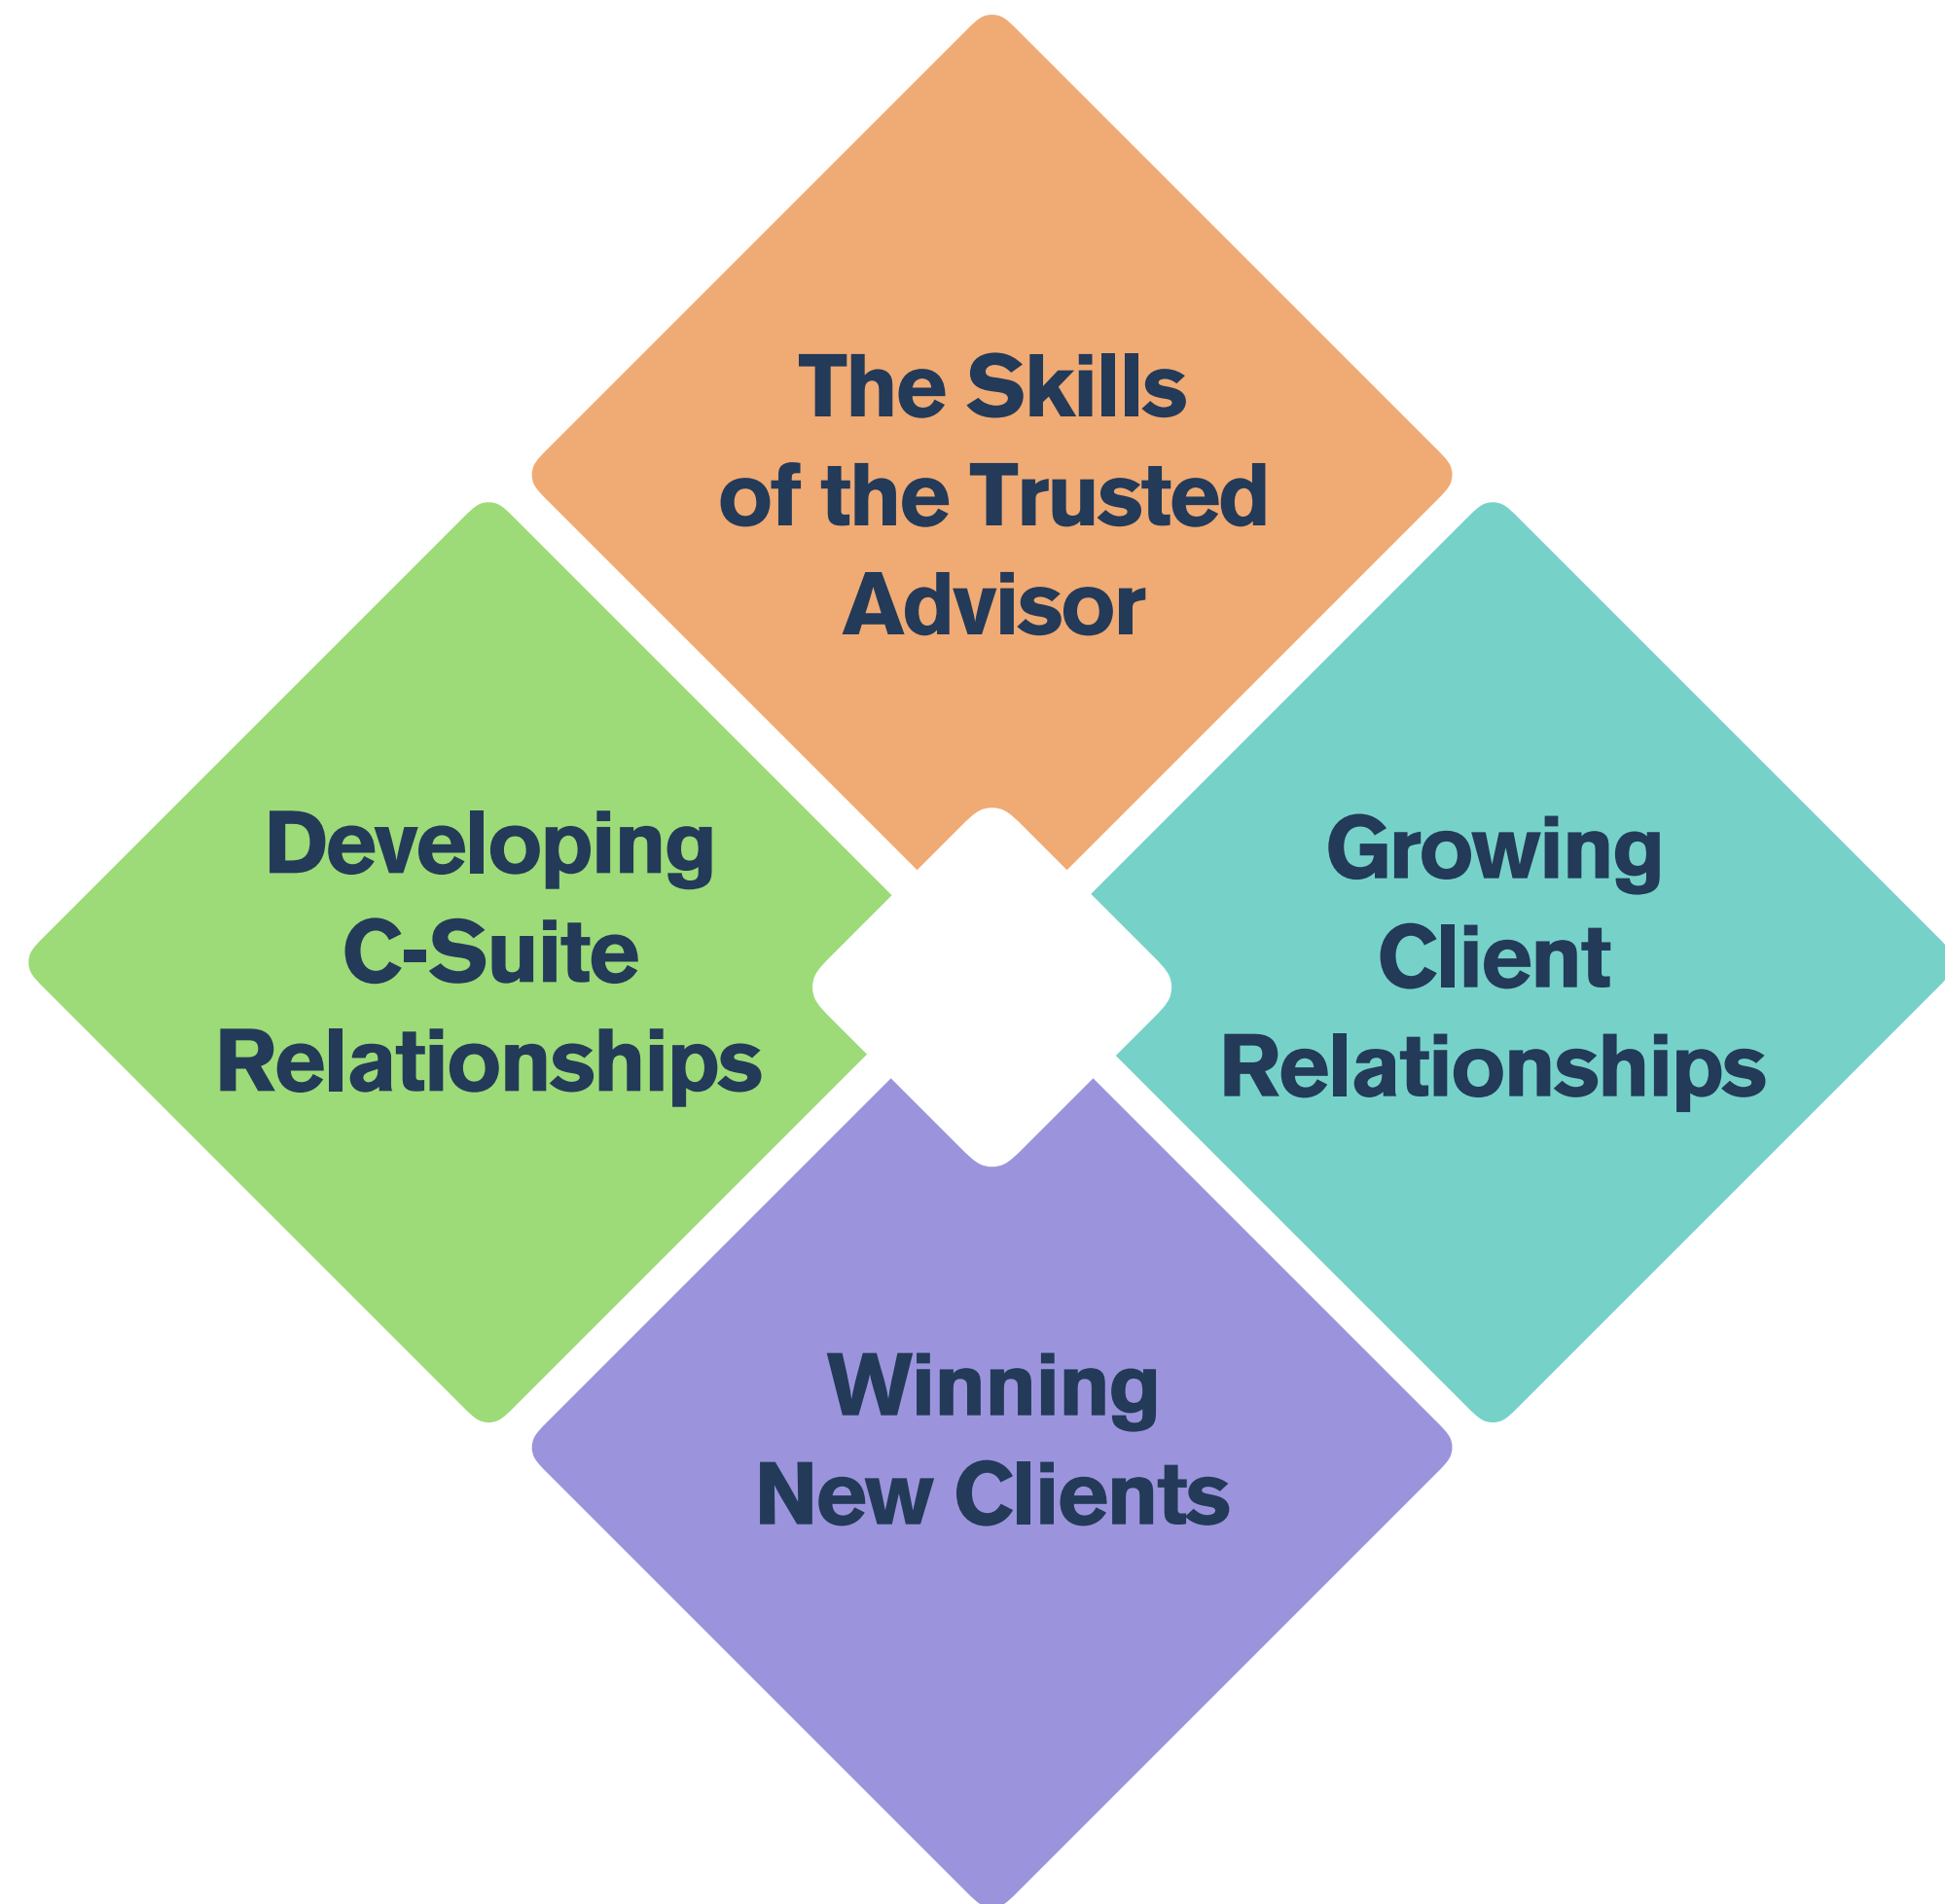 The Skills
of the Trusted
Advisor
Developing
C-Suite
Relationships
Growing
Client
Relationships
Winning
New Clients